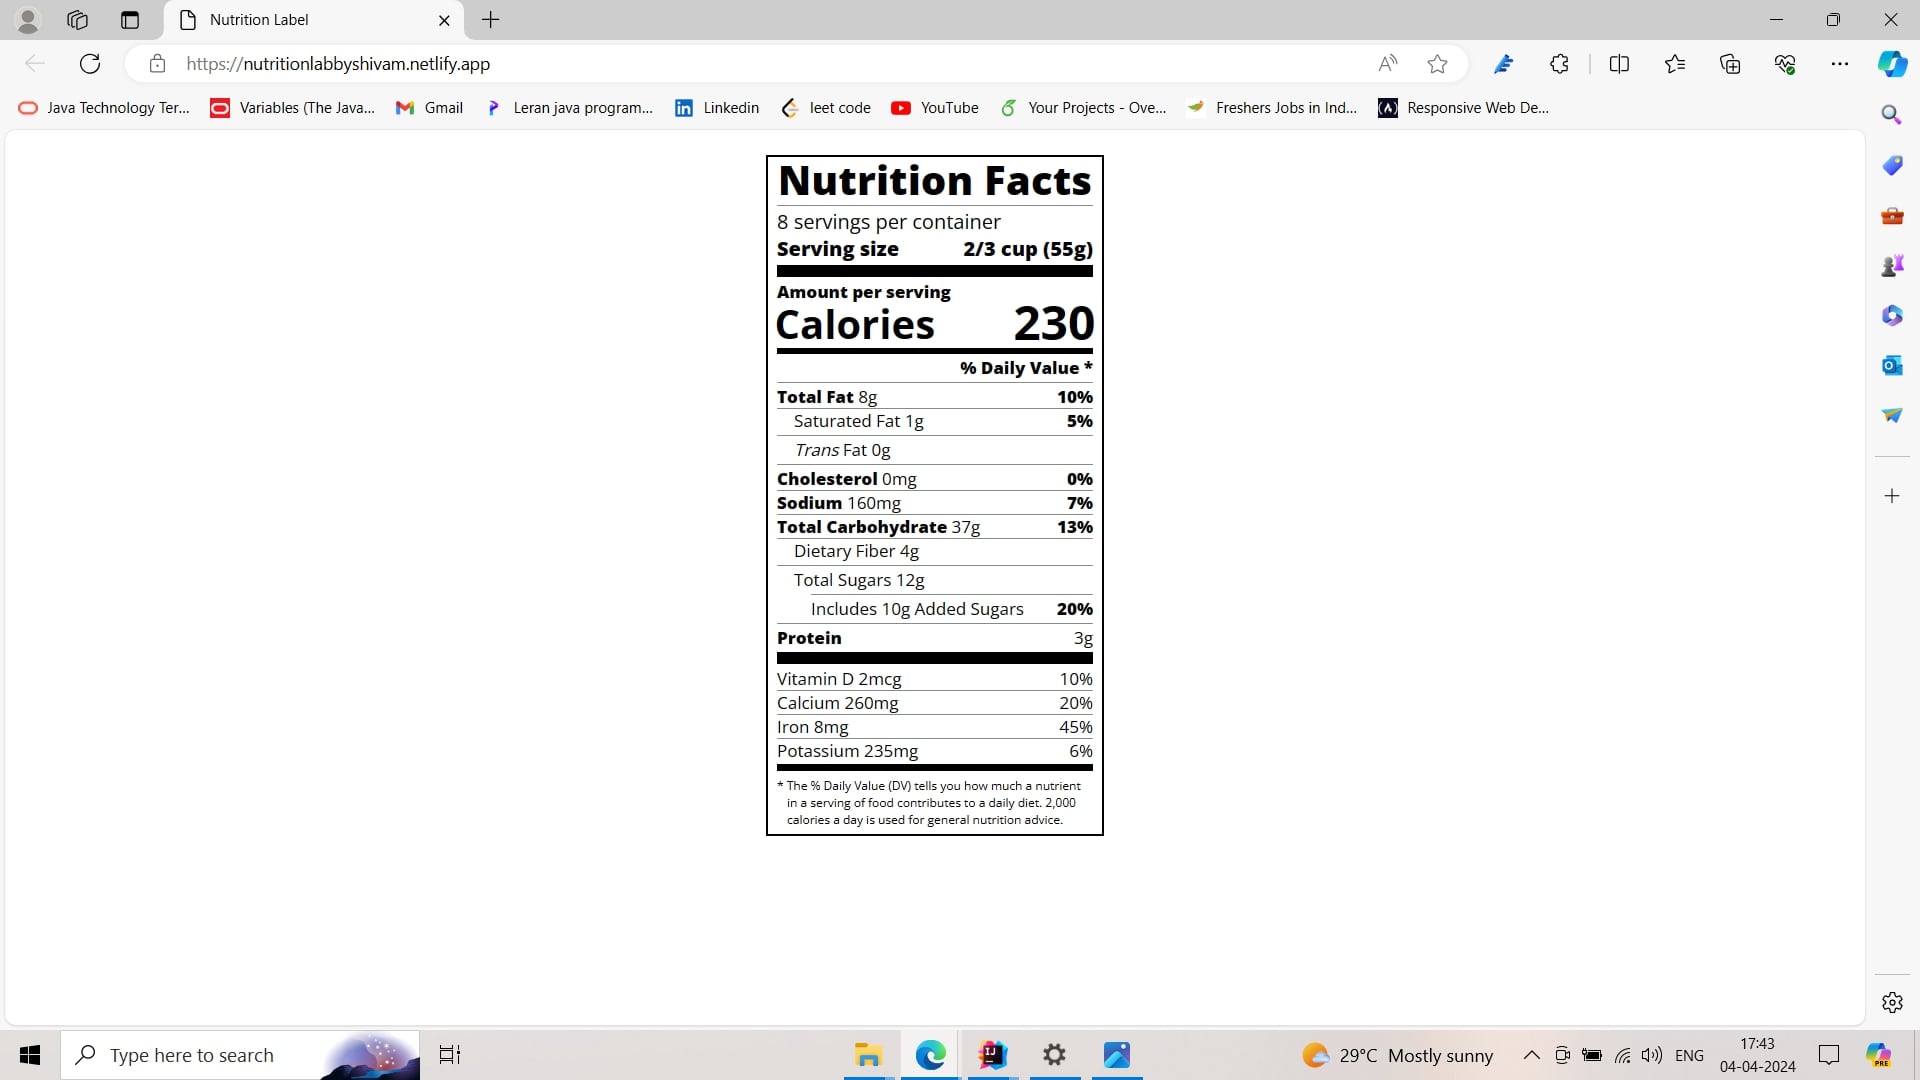 Nutrition Label
https://nutritionlabbyshivam.netlify.app
Java Technology Ter... Variables (The Java... Gmail Leran java program... Linkedin leet code YouTube Your Projects - Ove... Freshers Jobs in Ind... Responsive Web De...
Nutrition Facts
8 servings per container
Serving size 2/3 cup (55g)
Amount per serving
Calories 230
% Daily Value *
Total Fat 8g 10%
Saturated Fat 1g 5%
Trans Fat 0g
Cholesterol 0mg 0%
Sodium 160mg 7%
Total Carbohydrate 37g 13%
Dietary Fiber 4g
Total Sugars 12g
Includes 10g Added Sugars 20%
Protein 3g
Vitamin D 2mcg 10%
Calcium 260mg 20%
Iron 8mg 45%
Potassium 235mg 6%
* The % Daily Value (DV) tells you how much a nutrient
in a serving of food contributes to a daily diet. 2,000
calories a day is used for general nutrition advice.
Type here to search
29°C Mostly sunny
ENG
17:43
04-04-2024
PRE